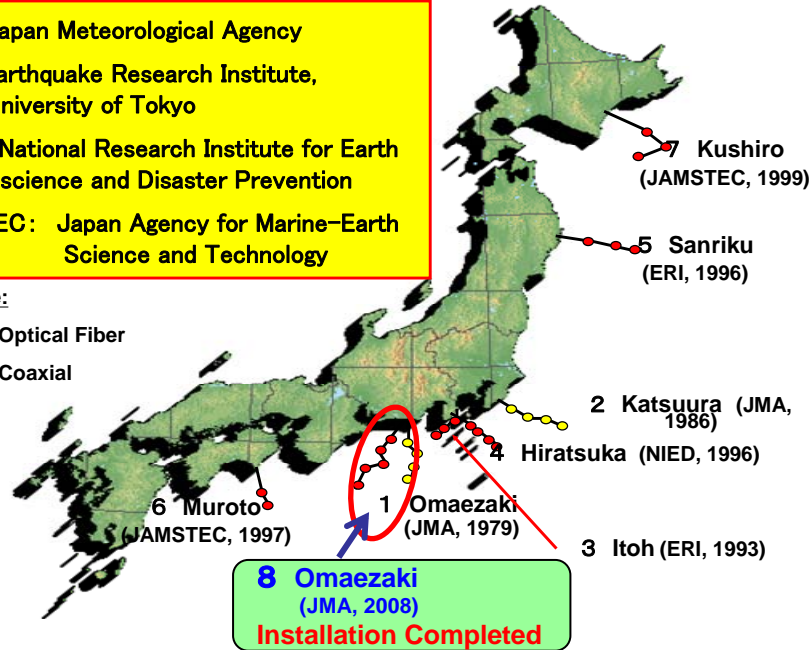 apan Meteorological Agency
arthquake Research Institute,
niversity of Tokyo
National Research Institute for Earth
science and Disaster Prevention
EC: Japan Agency for Marine-Earth
Science and Technology
:
Optical Fiber
Coaxial
7 Kushiro
(JAMSTEC, 1999)
5 Sanriku
(ERI, 1996)
2 Katsuura (JMA,
1986)
4 Hiratsuka (NIED, 1996)
6 Muroto
(JAMSTEC, 1997)
1 Omaezaki
(JMA, 1979)
3 Itoh (ERI, 1993)
8 Omaezaki
(JMA, 2008)
Installation Completed